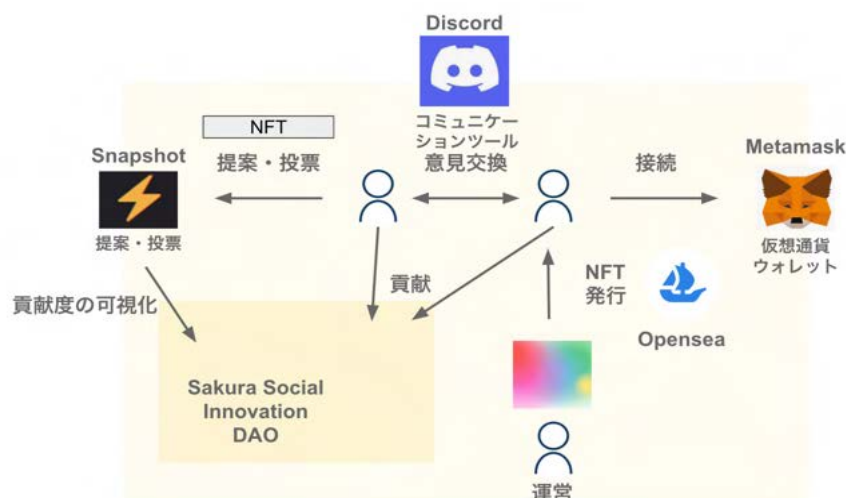 Discord
コミュニケー
ションツール
意見交換
NFT
提案・投票
Snapshot
提案・投票
接続
Metamask
仮想通貨
ウォレット
貢献度の可視化
貢献
NFT
発行
Opensea
Sakura Social
Innovation
DAO
運営